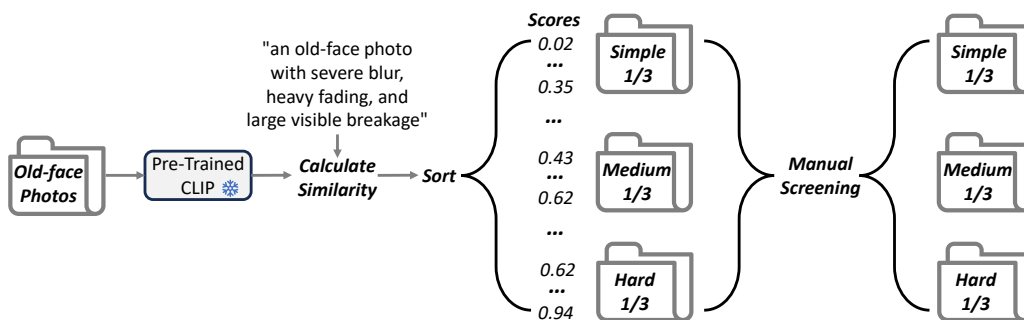 Old-face
Photos
Pre-Trained
CLIP
"an old-face photo
with severe blur,
heavy fading, and
large visible breakage"
Calculate
Similarity
Sort
Scores
0.02
...
0.35
...
0.43
...
0.62
...
0.62
...
0.94
Simple
1/3
Medium
1/3
Hard
1/3
Manual
Screening
Simple
1/3
Medium
1/3
Hard
1/3